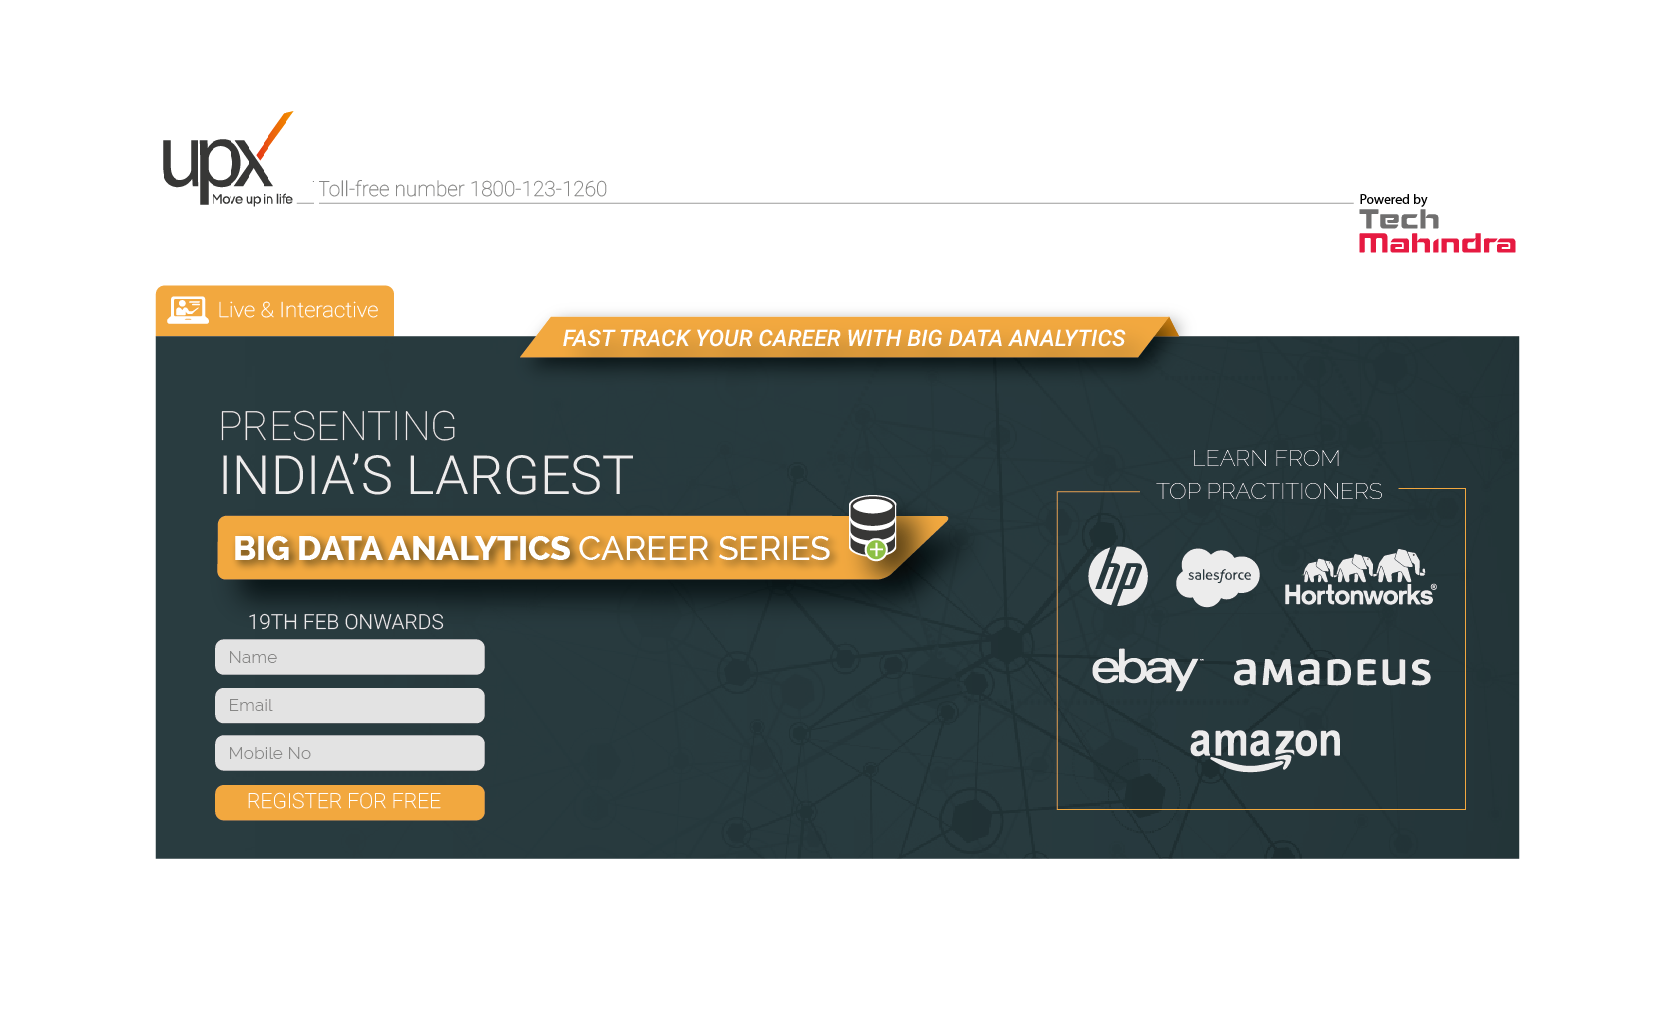 upx
Move up in life
Toll-free number 1800-123-1260
Powered by
Tech
Mahindra
Live & Interactive
FAST TRACK YOUR CAREER WITH BIG DATA ANALYTICS
PRESENTING
INDIA'S LARGEST
BIG DATA ANALYTICS CAREER SERIES
19TH FEB ONWARDS
Name
Email
Mobile No
REGISTER FOR FREE
LEARN FROM
TOP PRACTITIONERS
hp
salesforce
Hortonworks®
ebay™
amadeus
amazon